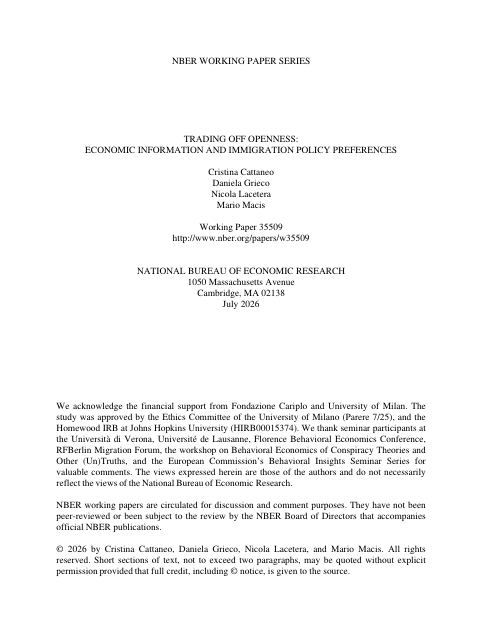 NBER WORKING PAPER SERIES
TRADING OFF OPENNESS:
ECONOMIC INFORMATION AND IMMIGRATION POLICY PREFERENCES
Cristina Cattaneo
Daniela Grieco
Nicola Lacetera
Mario Macis
Working Paper 35509
http://www.nber.org/papers/w35509
NATIONAL BUREAU OF ECONOMIC RESEARCH
1050 Massachusetts Avenue
Cambridge, MA 02138
July 2026
We acknowledge the financial support from Fondazione Cariplo and University of Milan. The
study was approved by the Ethics Committee of the University of Milano (Parere 7/25), and the
Homewood IRB at Johns Hopkins University (HIRB00015374). We thank seminar participants at
the Università di Verona, Université de Lausanne, Florence Behavioral Economics Conference,
RFBerlin Migration Forum, the workshop on Behavioral Economics of Conspiracy Theories and
Other (Un)Truths, and the European Commission's Behavioral Insights Seminar Series for
valuable comments. The views expressed herein are those of the authors and do not necessarily
reflect the views of the National Bureau of Economic Research.
NBER working papers are circulated for discussion and comment purposes. They have not been
peer-reviewed or been subject to the review by the NBER Board of Directors that accompanies
official NBER publications.
© 2026 by Cristina Cattaneo, Daniela Grieco, Nicola Lacetera, and Mario Macis. All rights
reserved. Short sections of text, not to exceed two paragraphs, may be quoted without explicit
permission provided that full credit, including © notice, is given to the source.